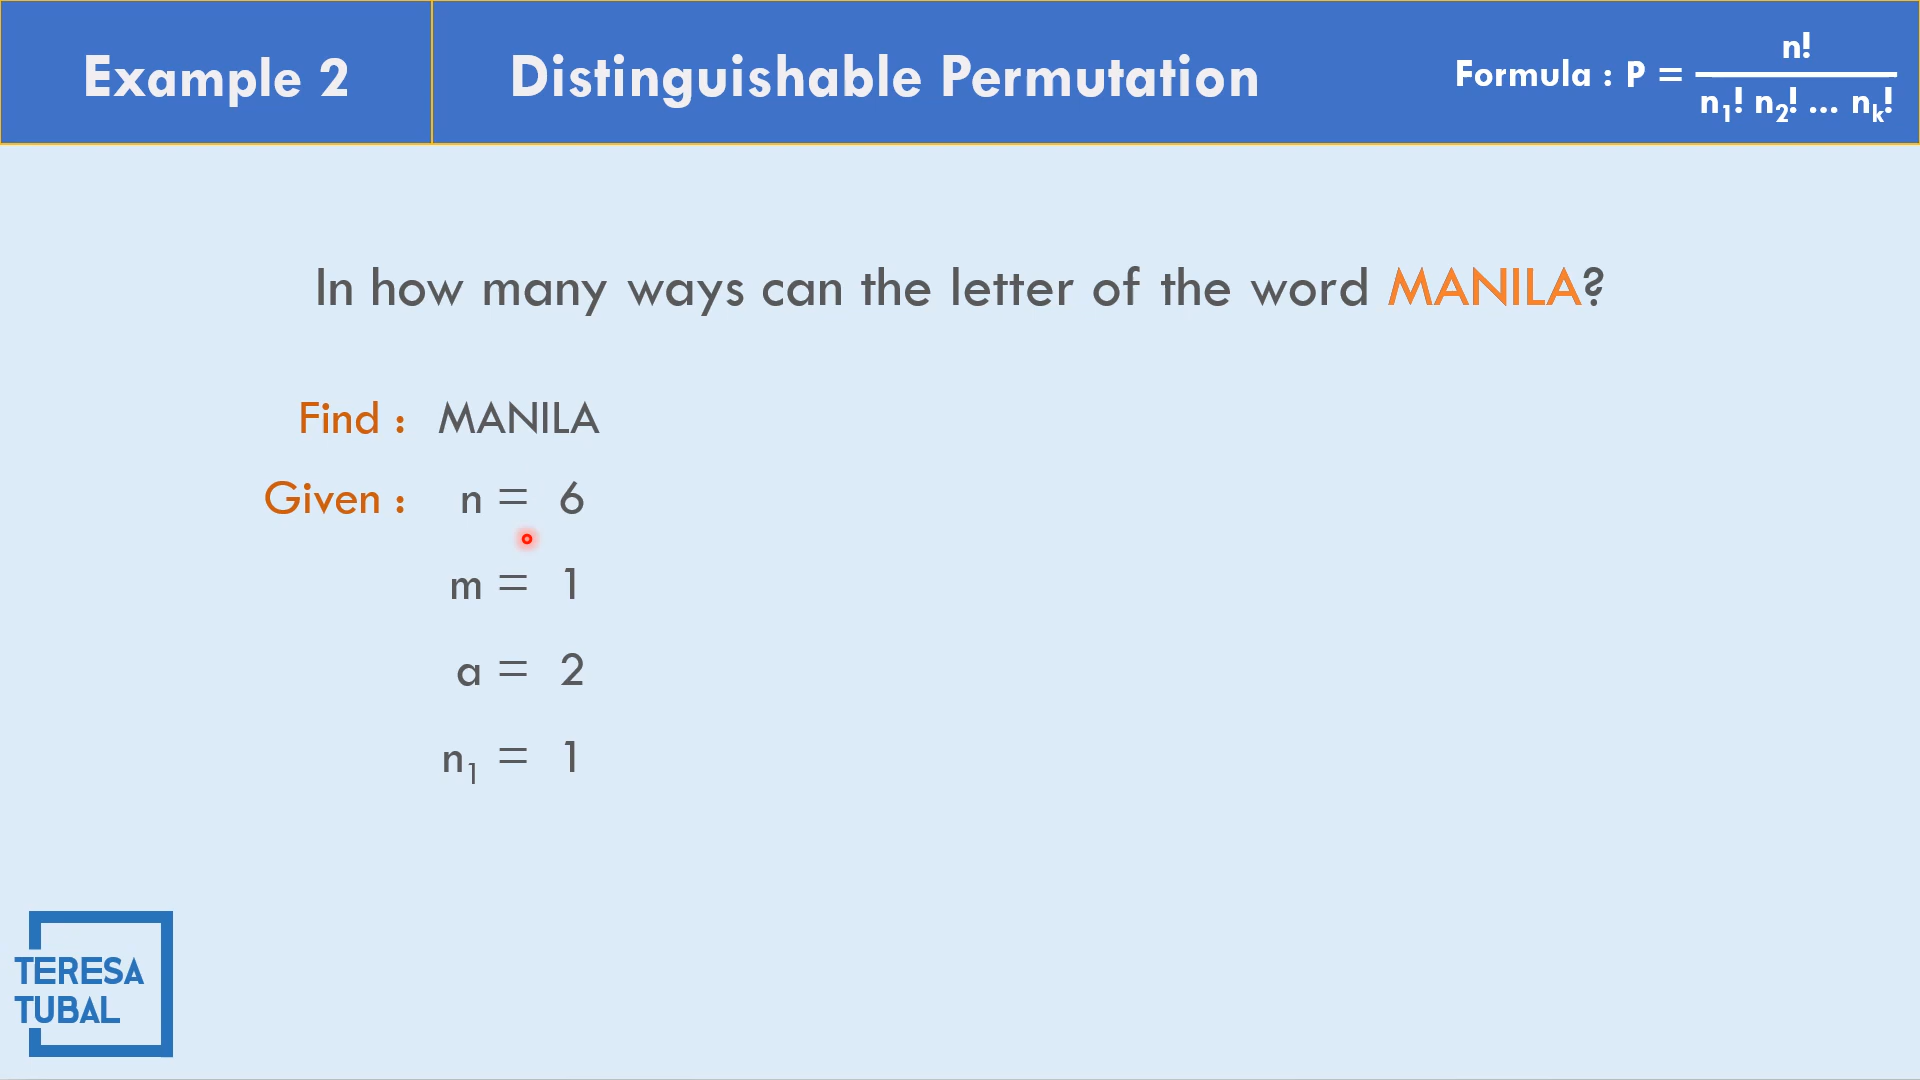 Example 2
Distinguishable Permutation
Formula : P = n! / n₁! n₂! ... nₖ!
In how many ways can the letter of the word MANILA?
Find : MANILA
Given : n = 6
m = 1
a = 2
n₁ = 1
TERESA
TUBAL